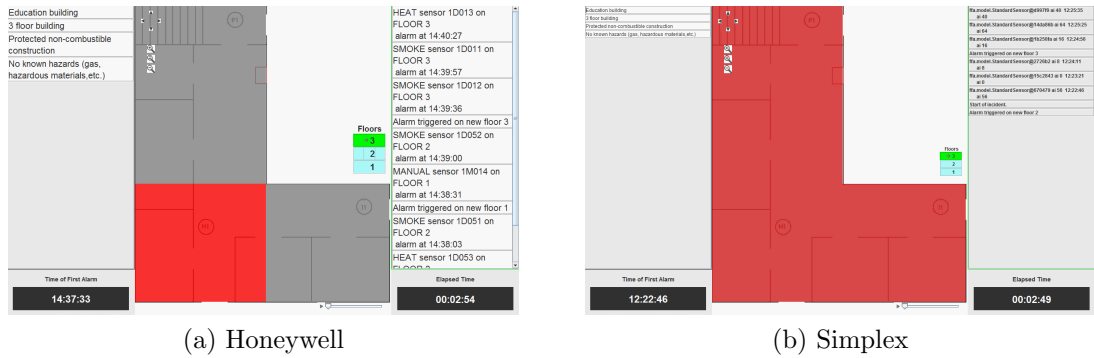 Education building
3 floor building
Protected non-combustible
construction
No known hazards (gas,
hazardous materials,etc.)
Floors
3
2
1
HEAT sensor 1D013 on
FLOOR 3
alarm at 14:40:27
SMOKE sensor 1D011 on
FLOOR 3
alarm at 14:39:57
SMOKE sensor 1D012 on
FLOOR 3
alarm at 14:39:36
Alarm triggered on new floor 3
SMOKE sensor 1D052 on
FLOOR 2
alarm at 14:39:00
MANUAL sensor 1M014 on
FLOOR 1
alarm at 14:38:31
Alarm triggered on new floor 1
SMOKE sensor 1D051 on
FLOOR 2
alarm at 14:38:03
HEAT sensor 1D053 on
Time of First Alarm
14:37:33
Elapsed Time
00:02:54
(a) Honeywell
Education building
3 floor building
Protected non-combustible construction
No known hazards (gas, hazardous materials,etc.)
Floors
3
2
1
Alarm triggered on new floor 3
Start of incident.
Alarm triggered on new floor 2
Time of First Alarm
12:22:46
Elapsed Time
00:02:49
(b) Simplex